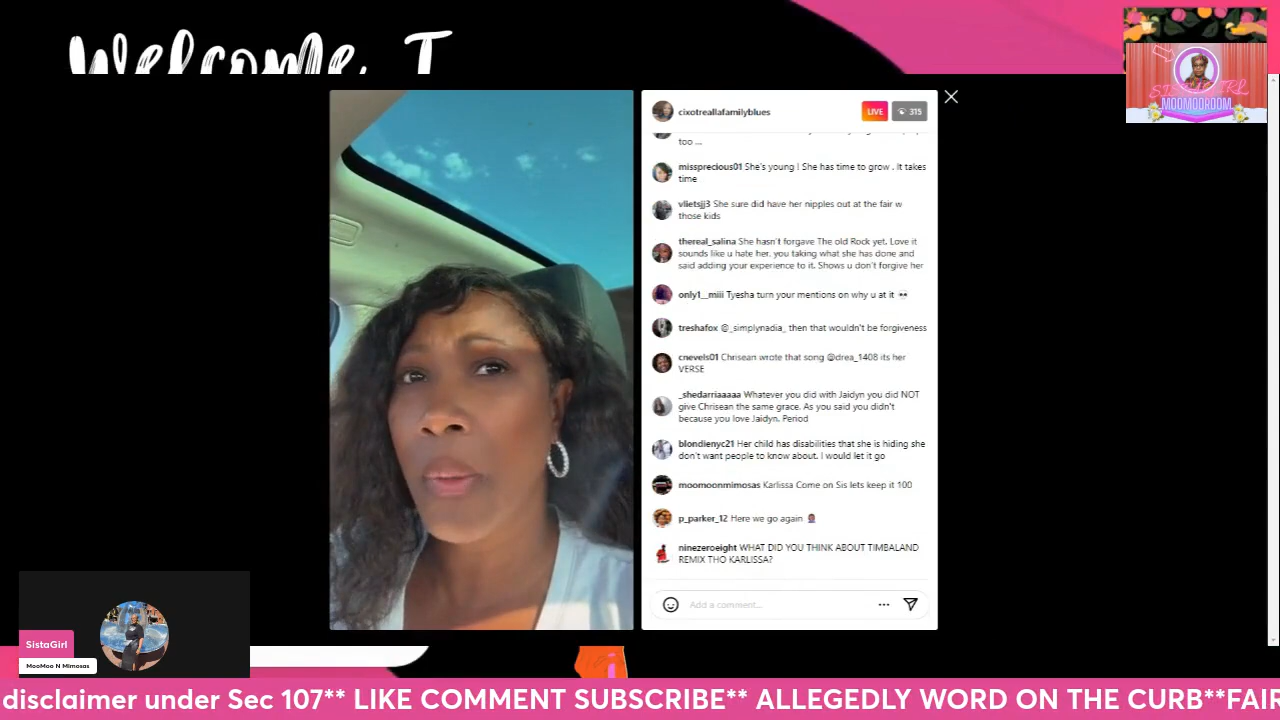 Welcome, T
SISTAGIRL
MOOMOOROOM
cixotreallafamilyblues
LIVE
315
too ...
missprecious01 She's young ! She has time to grow . It takes
time
vlietsjj3 She sure did have her nipples out at the fair w
those kids
thereal_salina She hasn't forgave The old Rock yet. Love it
sounds like u hate her. you taking what she has done and
said adding your experience to it. Shows u don't forgive her
only1__miii Tyesha turn your mentions on why u at it 💀
treshafox @_simplynadia_ then that wouldn't be forgiveness
cnevels01 Chrisean wrote that song @drea_1408 its her
VERSE
_shedarriaaaaa Whatever you did with Jaidyn you did NOT
give Chrisean the same grace. As you said you didn't
because you love Jaidyn. Period
blondienyc21 Her child has disabilities that she is hiding she
don't want people to know about. I would let it go
moomoonmimosas Karlissa Come on Sis lets keep it 100
p_parker_12 Here we go again
ninezeroeight WHAT DID YOU THINK ABOUT TIMBALAND
REMIX THO KARLISSA?
Add a comment...
SistaGirl
MooMoo N Mimosas
disclaimer under Sec 107** LIKE COMMENT SUBSCRIBE** ALLEGEDLY WORD ON THE CURB**FAIR